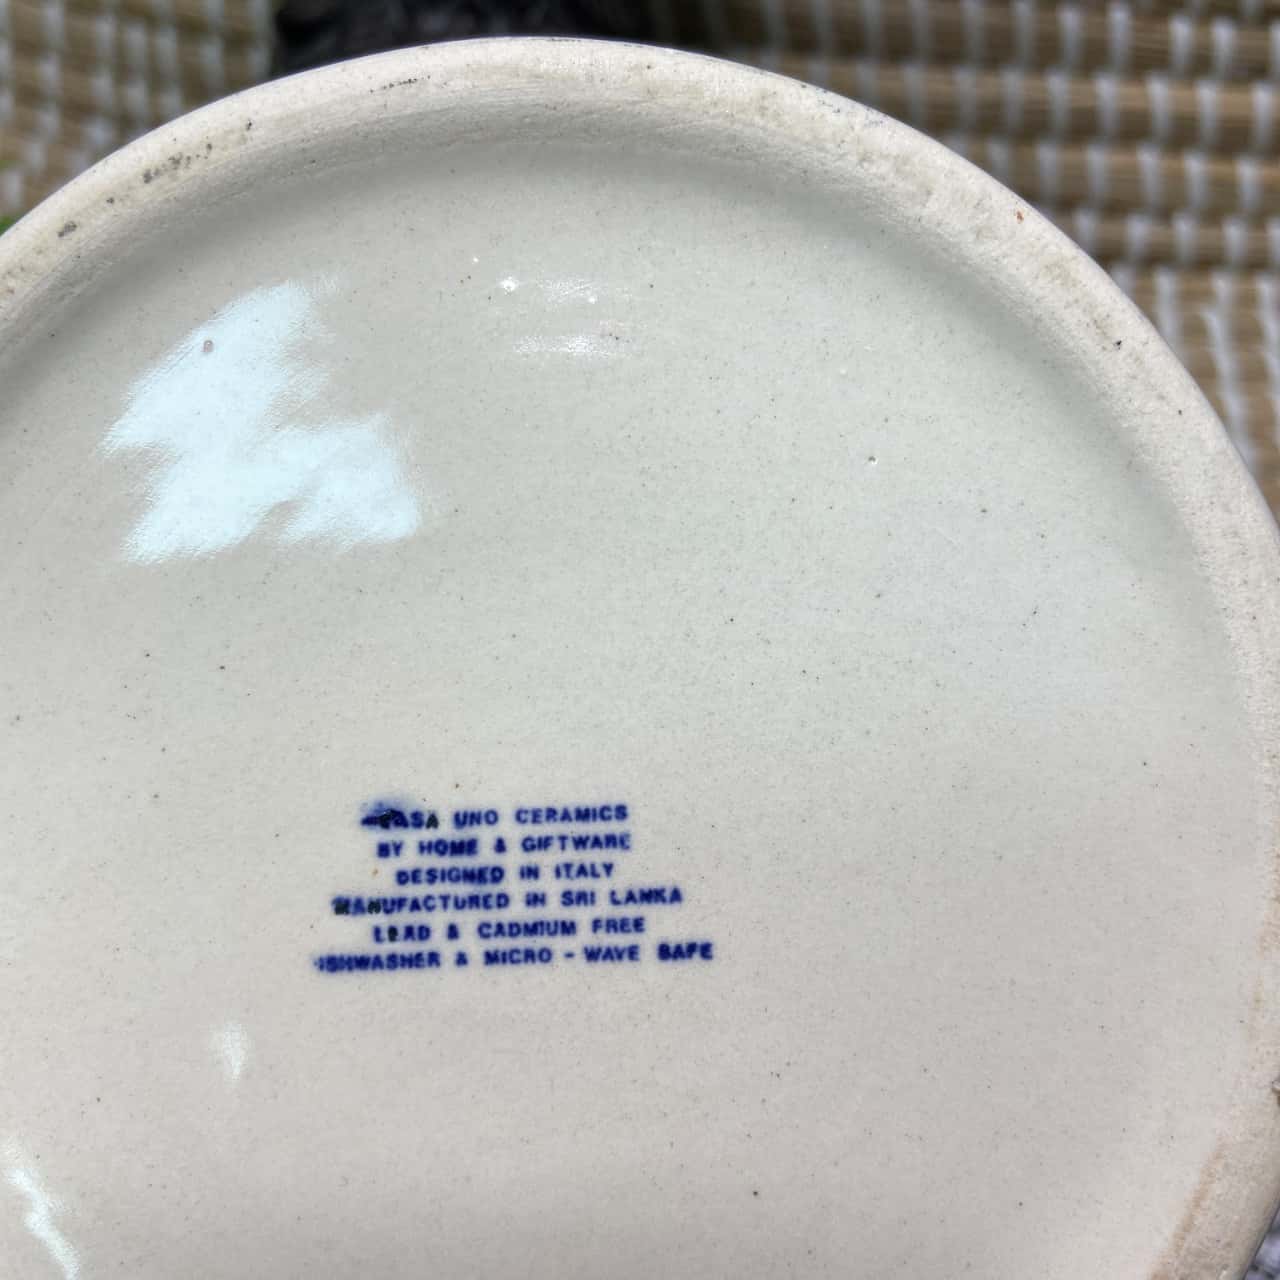 CASA UNO CERAMICS
BY HOME & GIFTWARE
DESIGNED IN ITALY
MANUFACTURED IN SRI LANKA
LEAD & CADMIUM FREE
ISHWASHER & MICRO - WAVE SAFE